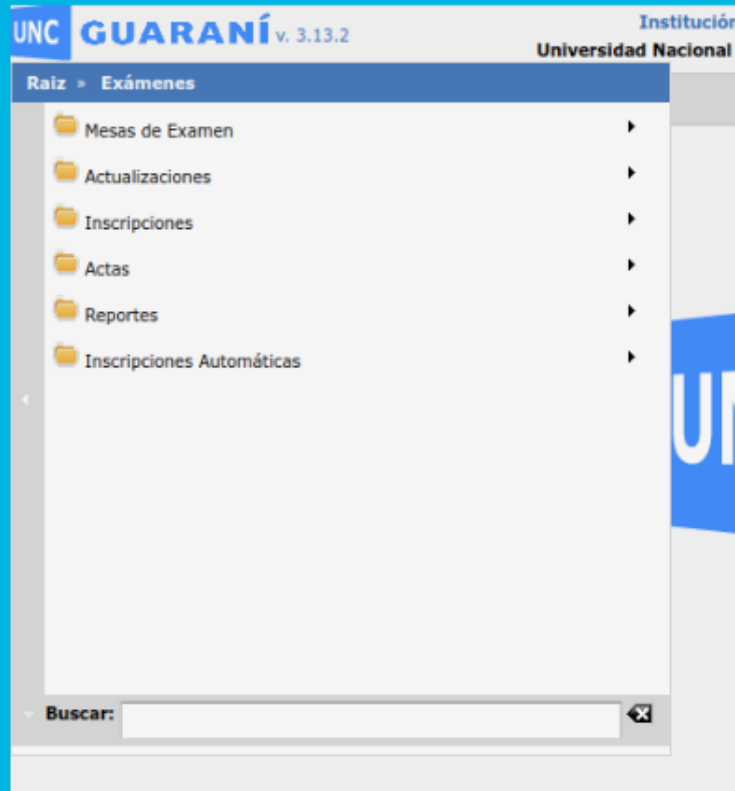 UNC GUARANÍ v. 3.13.2
Institución
Universidad Nacional
Raiz » Exámenes
Mesas de Examen
Actualizaciones
Inscripciones
Actas
Reportes
Inscripciones Automáticas
Buscar: